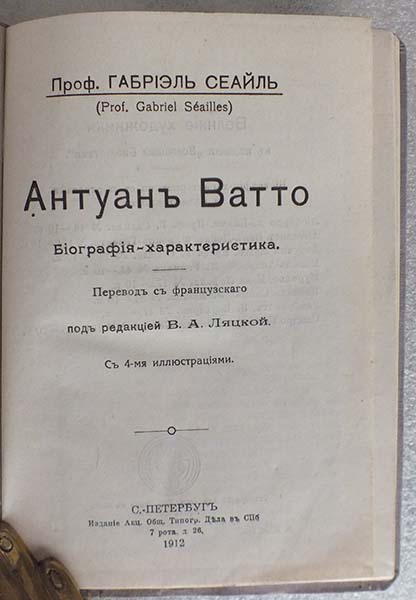 Проф. ГАБРІЭЛЬ СЕАЙЛЬ
(Prof. Gabriel Séailles)
Антуанъ Ватто
Біографія-характеристика.
Переводъ съ французскаго
подъ редакціей В. А. Ляцкой.
Съ 4-мя иллюстраціями.
С.-ПЕТЕРБУГЪ
Изданіе Акц. Общ. Типогр. Дѣла въ СПб
7 рота. д. 26,
1912